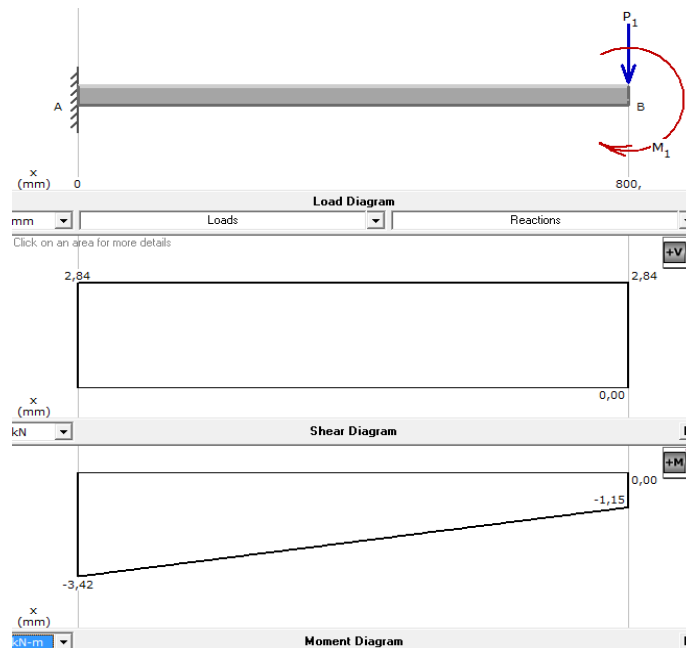 P1
A
B
M1
x
(mm)
0
800,
Load Diagram
mm
Loads
Reactions
Click on an area for more details
+V
2,84
2,84
x
(mm)
0,00
kN
Shear Diagram
+M
0,00
-1,15
-3,42
x
(mm)
kN-m
Moment Diagram